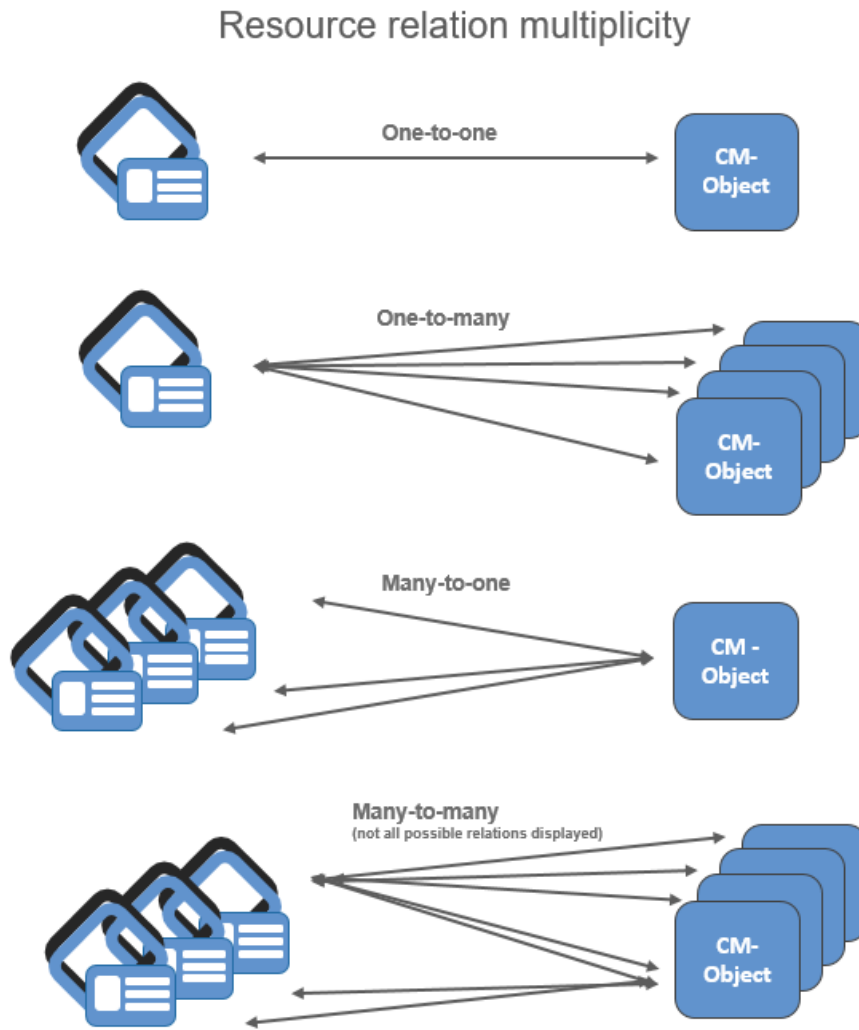 Resource relation multiplicity
One-to-one
CM-
Object
One-to-many
CM-
Object
Many-to-one
CM -
Object
Many-to-many
(not all possible relations displayed)
CM-
Object